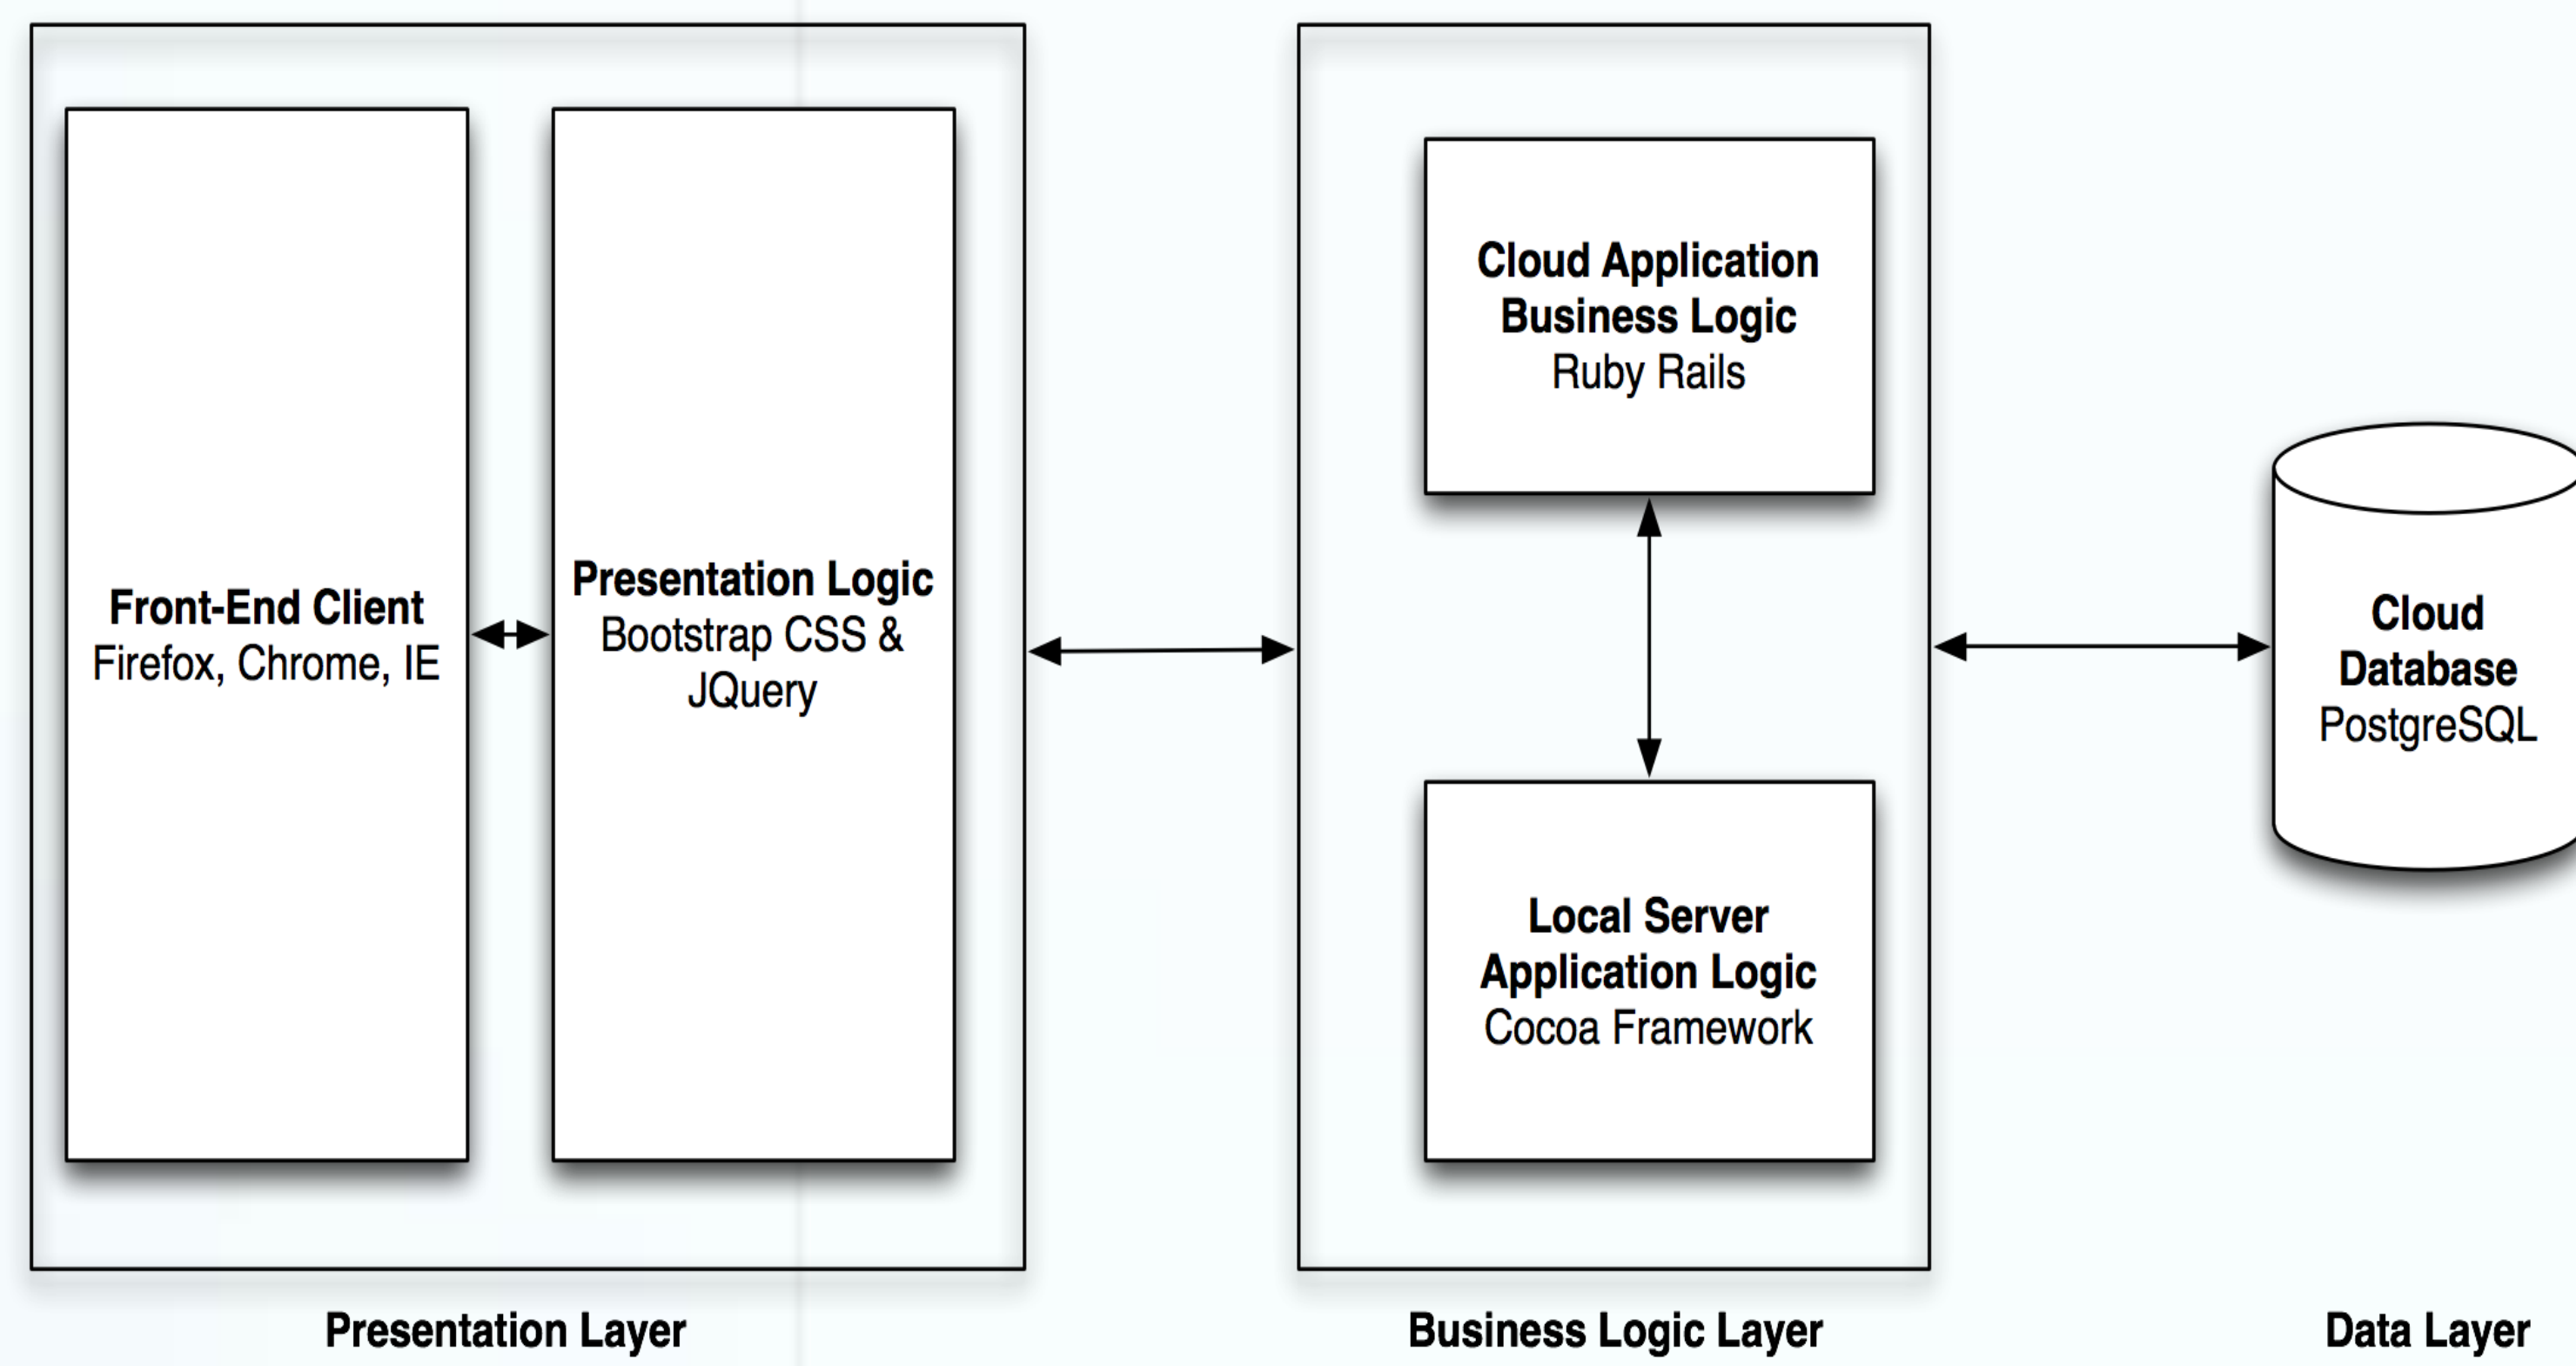 Front-End Client
Firefox, Chrome, IE
Presentation Logic
Bootstrap CSS &
JQuery
Presentation Layer
Cloud Application
Business Logic
Ruby Rails
Local Server
Application Logic
Cocoa Framework
Business Logic Layer
Cloud
Database
PostgreSQL
Data Layer